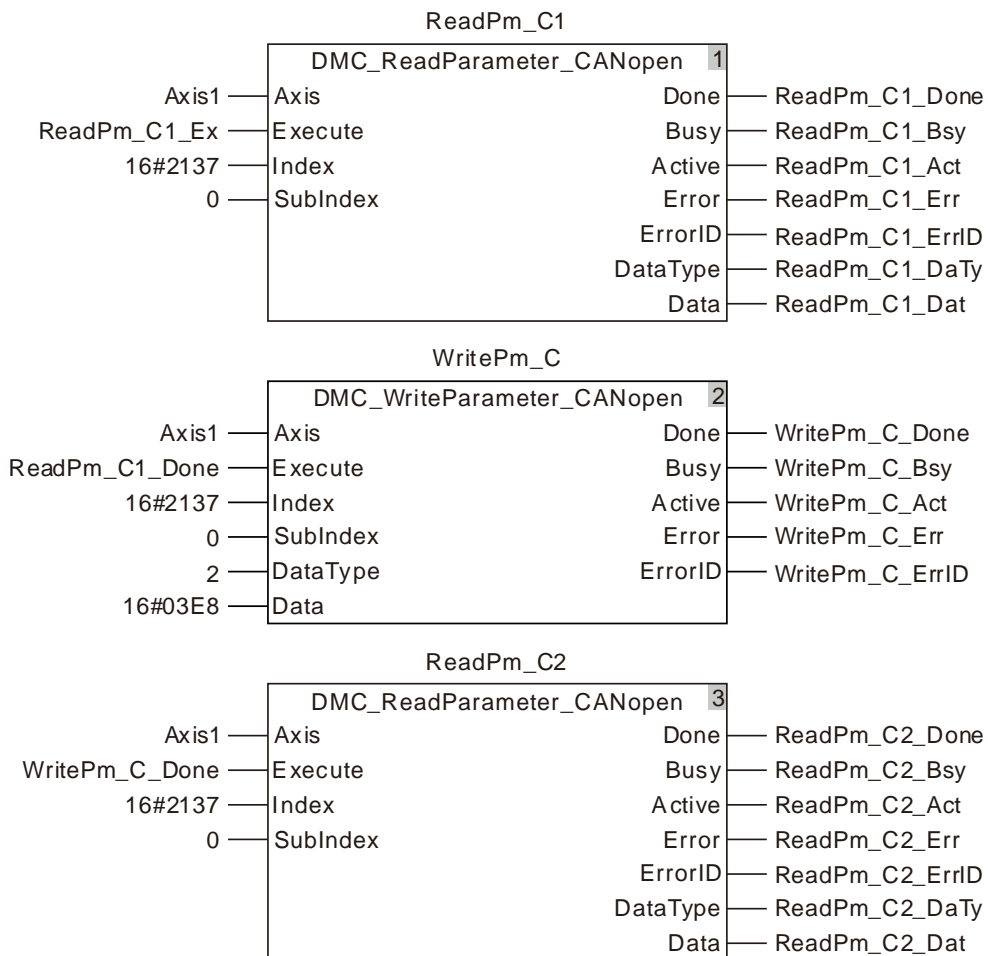 ReadPm_C1
DMC_ReadParameter_CANopen 1
Axis1 Axis Done ReadPm_C1_Done
ReadPm_C1_Ex Execute Busy ReadPm_C1_Bsy
16#2137 Index Active ReadPm_C1_Act
0 SubIndex Error ReadPm_C1_Err
ErrorID ReadPm_C1_ErrID
DataType ReadPm_C1_DaTy
Data ReadPm_C1_Dat
WritePm_C
DMC_WriteParameter_CANopen 2
Axis1 Axis Done WritePm_C_Done
ReadPm_C1_Done Execute Busy WritePm_C_Bsy
16#2137 Index Active WritePm_C_Act
0 SubIndex Error WritePm_C_Err
2 DataType ErrorID WritePm_C_ErrID
16#03E8 Data
ReadPm_C2
DMC_ReadParameter_CANopen 3
Axis1 Axis Done ReadPm_C2_Done
WritePm_C_Done Execute Busy ReadPm_C2_Bsy
16#2137 Index Active ReadPm_C2_Act
0 SubIndex Error ReadPm_C2_Err
ErrorID ReadPm_C2_ErrID
DataType ReadPm_C2_DaTy
Data ReadPm_C2_Dat